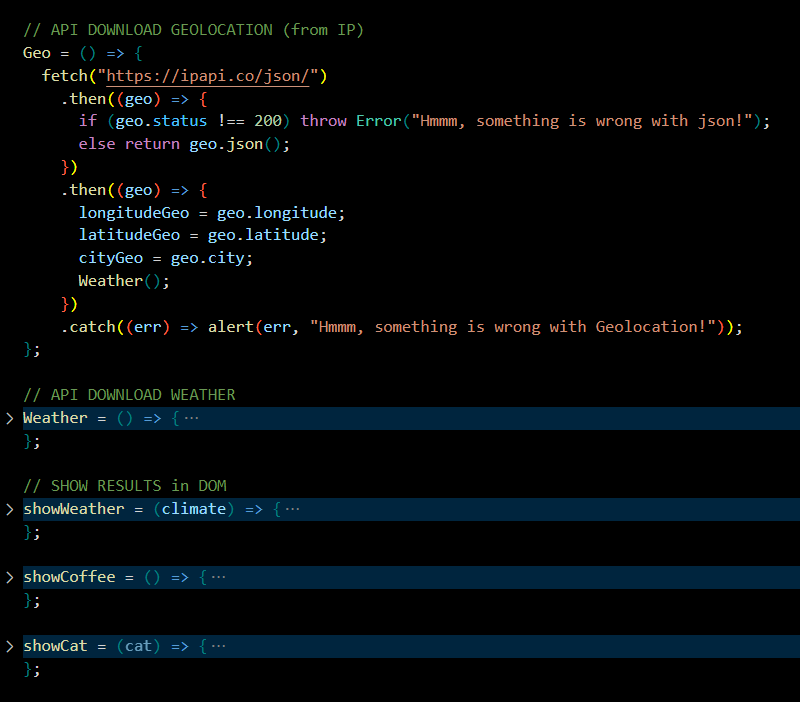 // API DOWNLOAD GEOLOCATION (from IP)
Geo = () => {
  fetch("https://ipapi.co/json/")
    .then((geo) => {
      if (geo.status !== 200) throw Error("Hmmm, something is wrong with json!");
      else return geo.json();
    })
    .then((geo) => {
      longitudeGeo = geo.longitude;
      latitudeGeo = geo.latitude;
      cityGeo = geo.city;
      Weather();
    })
    .catch((err) => alert(err, "Hmmm, something is wrong with Geolocation!"));
};

// API DOWNLOAD WEATHER
Weather = () => { ⋯
};

// SHOW RESULTS in DOM
showWeather = (climate) => { ⋯
};

showCoffee = () => { ⋯
};

showCat = (cat) => { ⋯
};